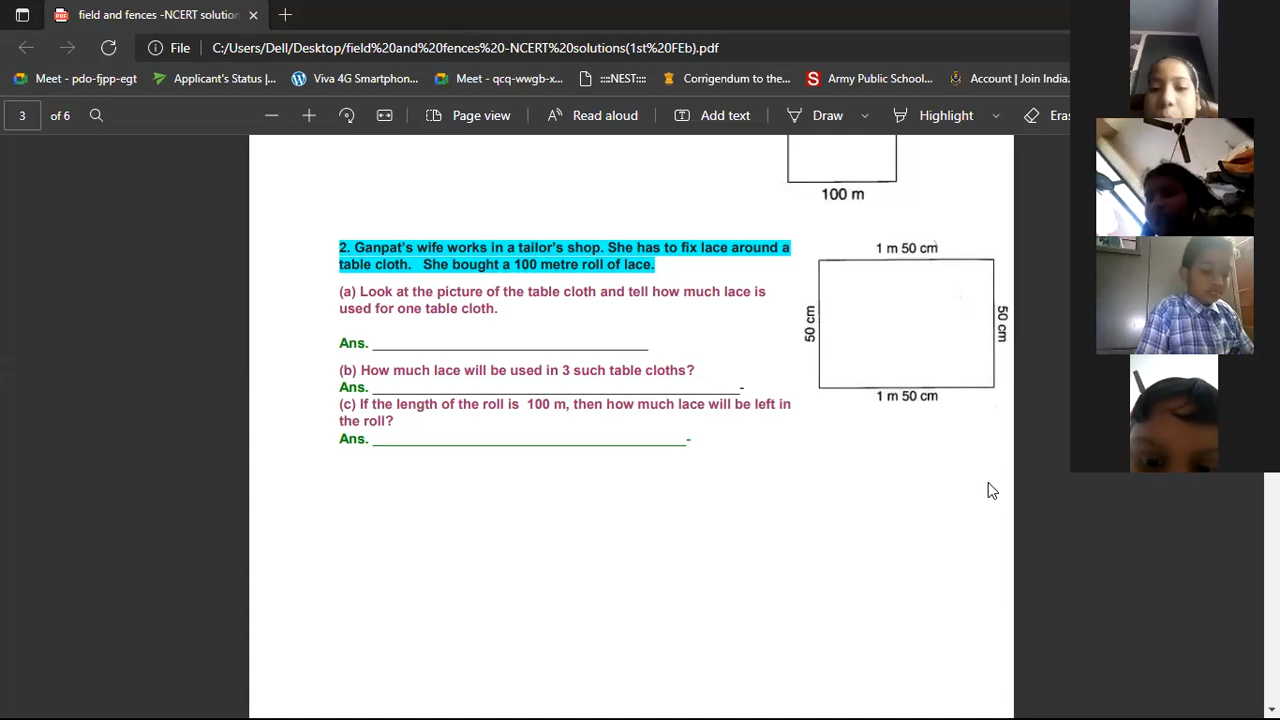 field and fences -NCERT solution
File C:/Users/Dell/Desktop/field%20and%20fences%20-NCERT%20solutions(1st%20FEb).pdf
Meet - pdo-fjpp-egt Applicant's Status |... Viva 4G Smartphon... Meet - qcq-wwgb-x... ::::NEST:::: Corrigendum to the... Army Public School... Account | Join India
3 of 6 Page view Read aloud Add text Draw Highlight Eras
100 m
2. Ganpat's wife works in a tailor's shop. She has to fix lace around a
table cloth. She bought a 100 metre roll of lace.
(a) Look at the picture of the table cloth and tell how much lace is
used for one table cloth.
Ans. ____________________
(b) How much lace will be used in 3 such table cloths?
Ans. ____________________-
(c) If the length of the roll is 100 m, then how much lace will be left in
the roll?
Ans. ____________________-
1 m 50 cm
50 cm
50 cm
1 m 50 cm